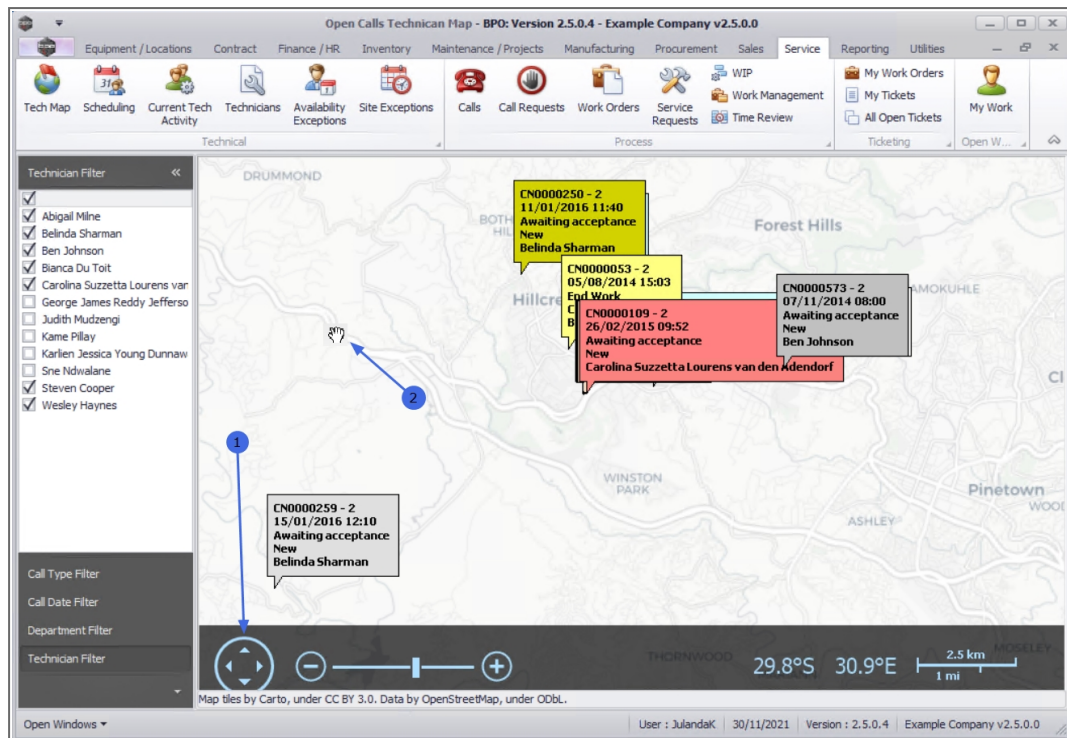 Open Calls Technican Map - BPO: Version 2.5.0.4 - Example Company v2.5.0.0
Equipment / Locations Contract Finance / HR Inventory Maintenance / Projects Manufacturing Procurement Sales Service Reporting Utilities
Tech Map
Scheduling
Current Tech
Activity
Technicians
Availability
Exceptions
Site Exceptions
Technical
Calls
Call Requests
Work Orders
Service
Requests
WIP
Work Management
Time Review
Process
My Work Orders
My Tickets
All Open Tickets
Ticketing
My Work
Open W...
Technician Filter
Abigail Milne
Belinda Sharman
Ben Johnson
Bianca Du Toit
Carolina Suzzetta Lourens var
George James Reddy Jefferso
Judith Mudzengi
Kame Pillay
Karlien Jessica Young Dunnaw
Sne Ndwalane
Steven Cooper
Wesley Haynes
Call Type Filter
Call Date Filter
Department Filter
Technician Filter
DRUMMOND
BOTH
HIL
Forest Hills
Hillcre
AMOKUHLE
Cl
WINSTON
PARK
Pinetown
WOO
ASHLEY
THORNWOOD
MOSELEY
CN0000250 - 2
11/01/2016 11:40
Awaiting acceptance
New
Belinda Sharman
CN0000053 - 2
05/08/2014 15:03
End Work
C
B
CN0000109 - 2
26/02/2015 09:52
Awaiting acceptance
New
Carolina Suzzetta Lourens van den Adendorf
CN0000573 - 2
07/11/2014 08:00
Awaiting acceptance
New
Ben Johnson
2
1
CN0000259 - 2
15/01/2016 12:10
Awaiting acceptance
New
Belinda Sharman
29.8°S 30.9°E
2.5 km
1 mi
Map tiles by Carto, under CC BY 3.0. Data by OpenStreetMap, under ODbL.
Open Windows
User : JulandaK 30/11/2021 Version : 2.5.0.4 Example Company v2.5.0.0